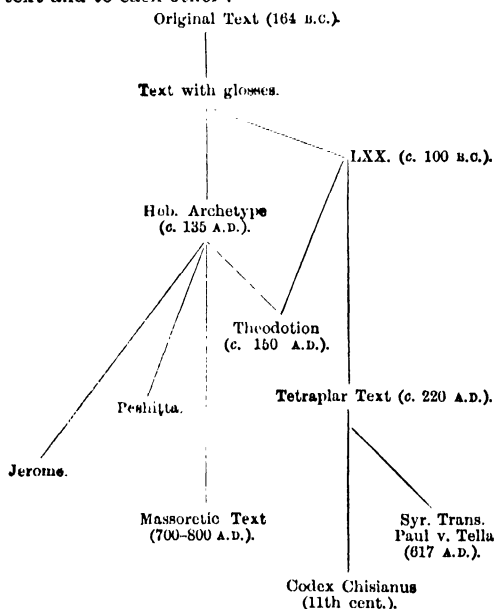 text and to each other :
Original Text (164 B.C.).
Text with glosses.
LXX. (c. 100 B.C.).
Heb. Archetype
(c. 135 A.D.).
Theodotion
(c. 150 A.D.).
Peshitta.
Tetraplar Text (c. 220 A.D.).
Jerome.
Massoretic Text
(700-800 A.D.).
Syr. Trans.
Paul v. Tella
(617 A.D.).
Codex Chisianus
(11th cent.).